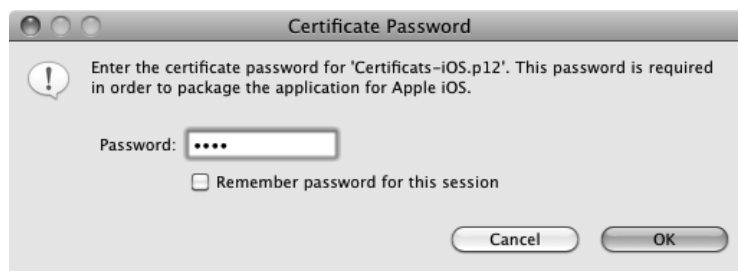 Certificate Password
Enter the certificate password for 'Certificats-iOS.p12'. This password is required
in order to package the application for Apple iOS.
Password: ••••
Remember password for this session
Cancel OK